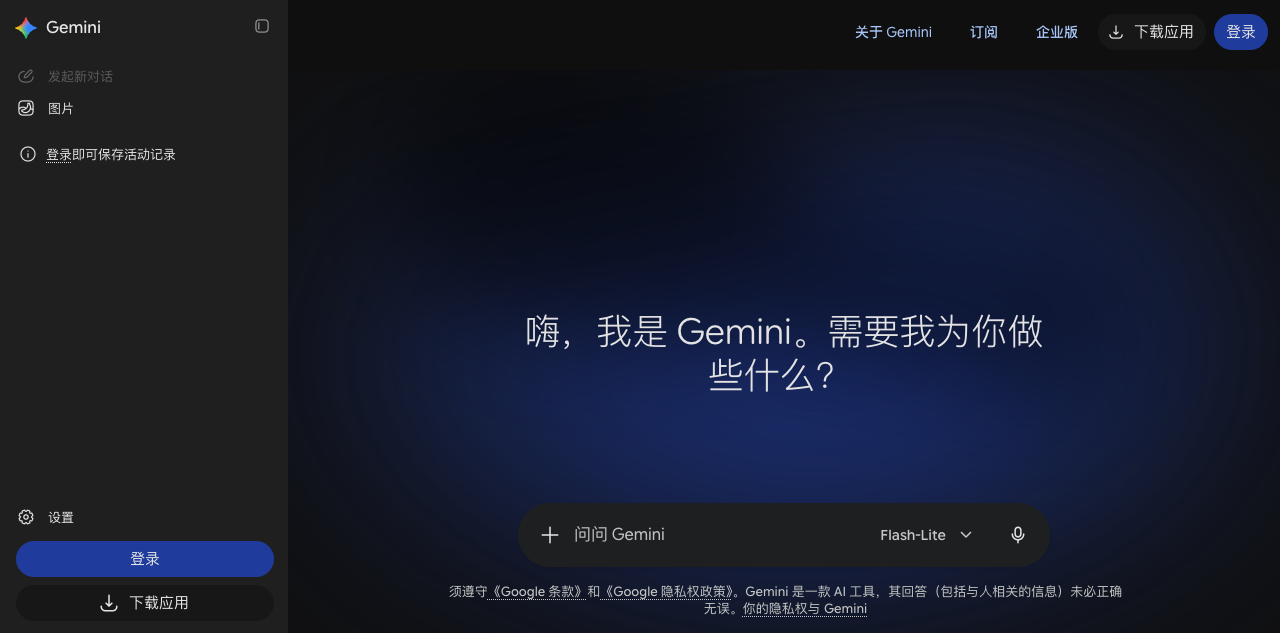 Gemini
发起新对话
图片
登录即可保存活动记录
设置
登录
下载应用
关于 Gemini
订阅
企业版
下载应用
登录
嗨，我是 Gemini。需要我为你做
些什么？
问问 Gemini
Flash-Lite
须遵守《Google 条款》和《Google 隐私权政策》。Gemini 是一款 AI 工具，其回答（包括与人相关的信息）未必正确
无误。你的隐私权与 Gemini